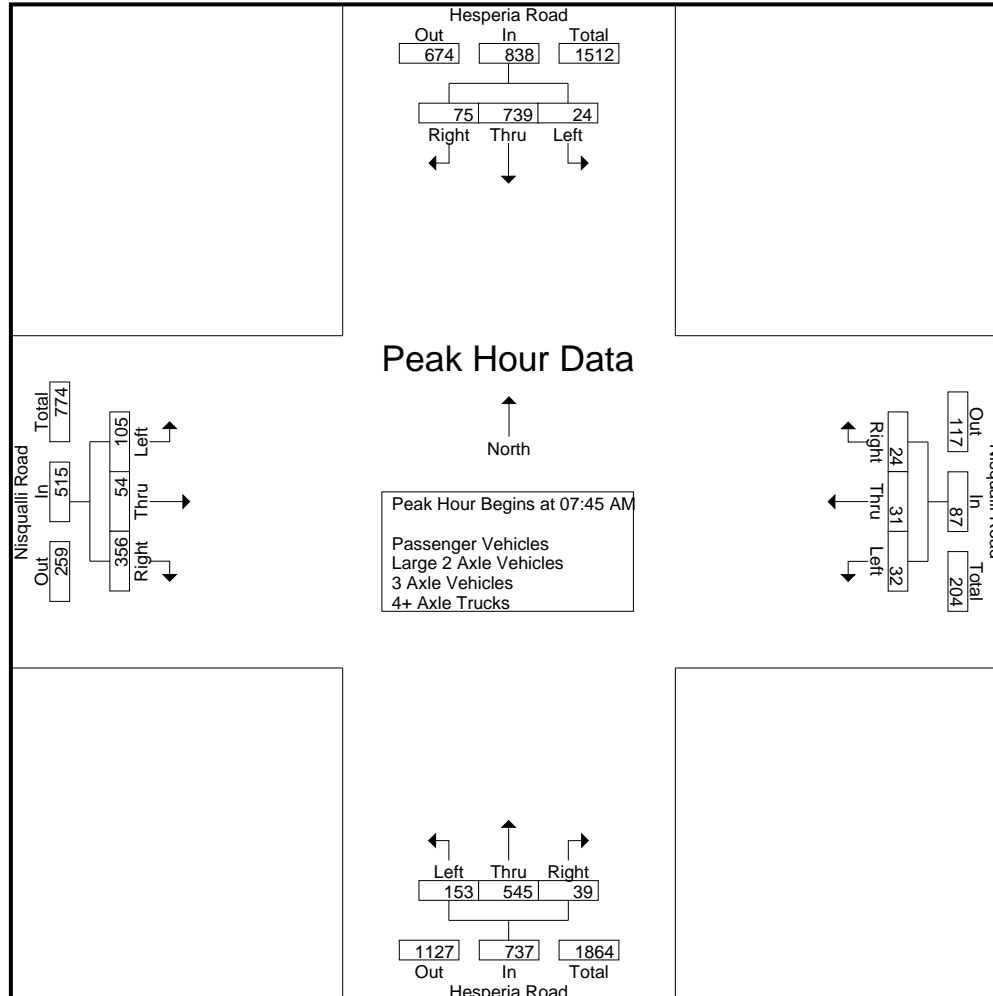 Hesperia Road
Out In Total
674 838 1512
75 739 24
Right Thru Left
Peak Hour Data
North
Peak Hour Begins at 07:45 AM
Passenger Vehicles
Large 2 Axle Vehicles
3 Axle Vehicles
4+ Axle Trucks
Nisqualli Road
Out In Total
259 515 774
356 54 105
Right Thru Left
Right Thru Left
24 31 32
117 87 204
Out In Total
Nisqualli Road
Left Thru Right
153 545 39
1127 737 1864
Out In Total
Hesperia Road